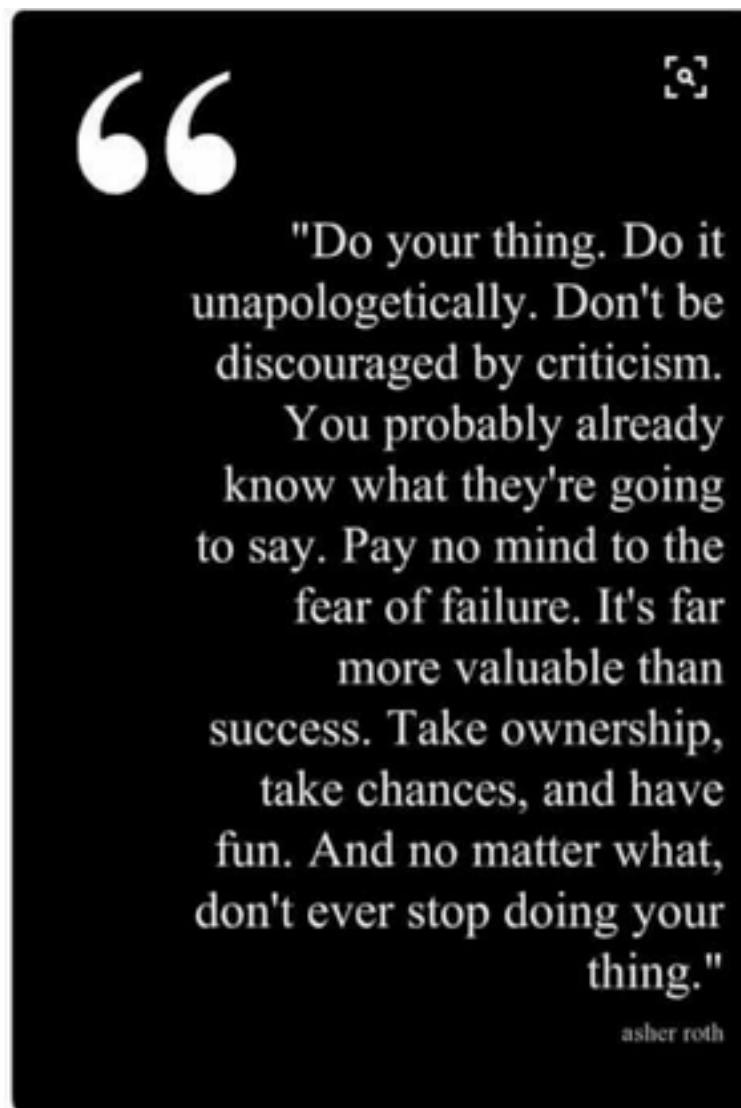 “
"Do your thing. Do it
unapologetically. Don't be
discouraged by criticism.
You probably already
know what they're going
to say. Pay no mind to the
fear of failure. It's far
more valuable than
success. Take ownership,
take chances, and have
fun. And no matter what,
don't ever stop doing your
thing."
asher roth